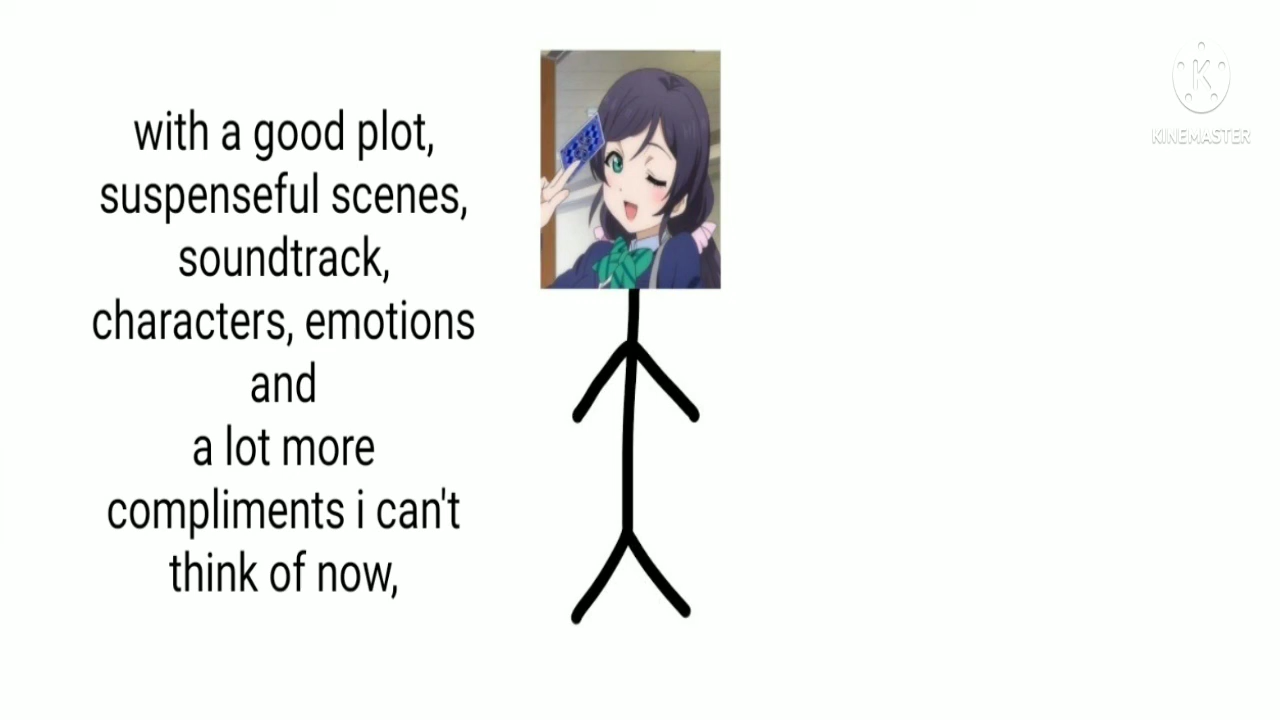 with a good plot,
suspenseful scenes,
soundtrack,
characters, emotions
and
a lot more
compliments i can't
think of now,
K
KINEMASTER